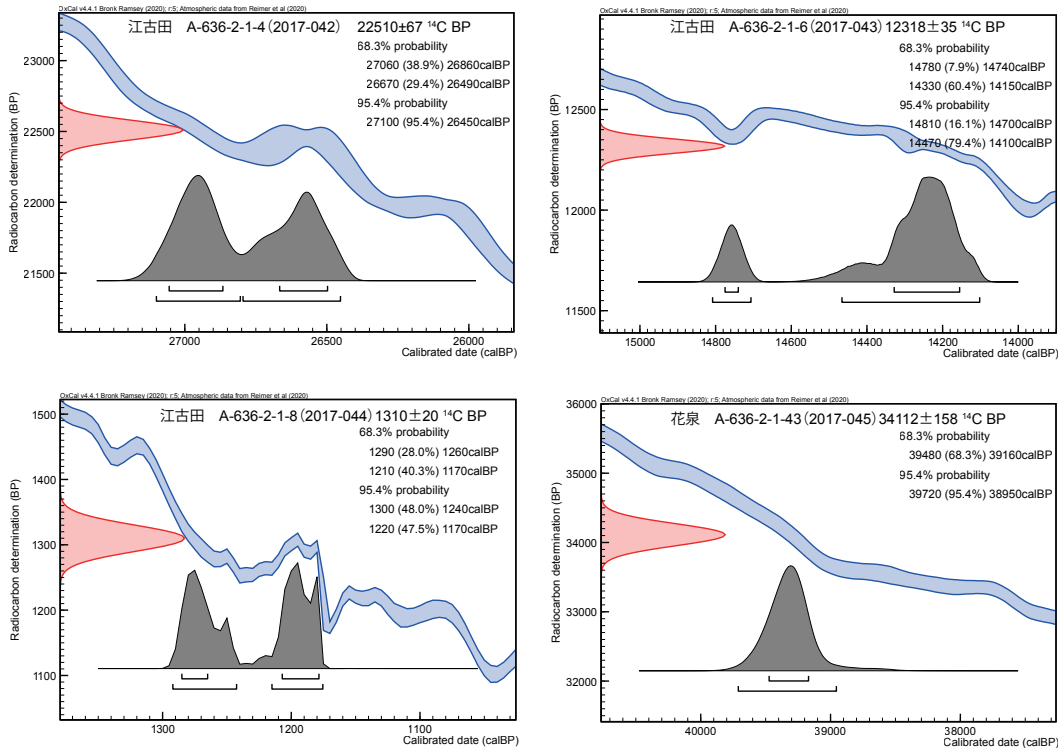 OxCal v4.4.1 Bronk Ramsey (2020); r:5; Atmospheric data from Reimer et al (2020)
江古田 A-636-2-1-4(2017-042) 22510±67 ¹⁴C BP
68.3% probability
27060 (38.9%) 26860calBP
26670 (29.4%) 26490calBP
95.4% probability
27100 (95.4%) 26450calBP
Radiocarbon determination (BP)
23000
22500
22000
21500
27000 26500 26000
Calibrated date (calBP)
OxCal v4.4.1 Bronk Ramsey (2020); r:5; Atmospheric data from Reimer et al (2020)
江古田 A-636-2-1-6(2017-043)12318±35 ¹⁴C BP
68.3% probability
14780 (7.9%) 14740calBP
14330 (60.4%) 14150calBP
95.4% probability
14810 (16.1%) 14700calBP
14470 (79.4%) 14100calBP
Radiocarbon determination (BP)
12500
12000
11500
15000 14800 14600 14400 14200 14000
Calibrated date (calBP)
OxCal v4.4.1 Bronk Ramsey (2020); r:5; Atmospheric data from Reimer et al (2020)
江古田 A-636-2-1-8(2017-044)1310±20 ¹⁴C BP
68.3% probability
1290 (28.0%) 1260calBP
1210 (40.3%) 1170calBP
95.4% probability
1300 (48.0%) 1240calBP
1220 (47.5%) 1170calBP
Radiocarbon determination (BP)
1500
1400
1300
1200
1100
1300 1200 1100
Calibrated date (calBP)
OxCal v4.4.1 Bronk Ramsey (2020); r:5; Atmospheric data from Reimer et al (2020)
花泉 A-636-2-1-43(2017-045)34112±158 ¹⁴C BP
68.3% probability
39480 (68.3%) 39160calBP
95.4% probability
39720 (95.4%) 38950calBP
Radiocarbon determination (BP)
36000
35000
34000
33000
32000
40000 39000 38000
Calibrated date (calBP)